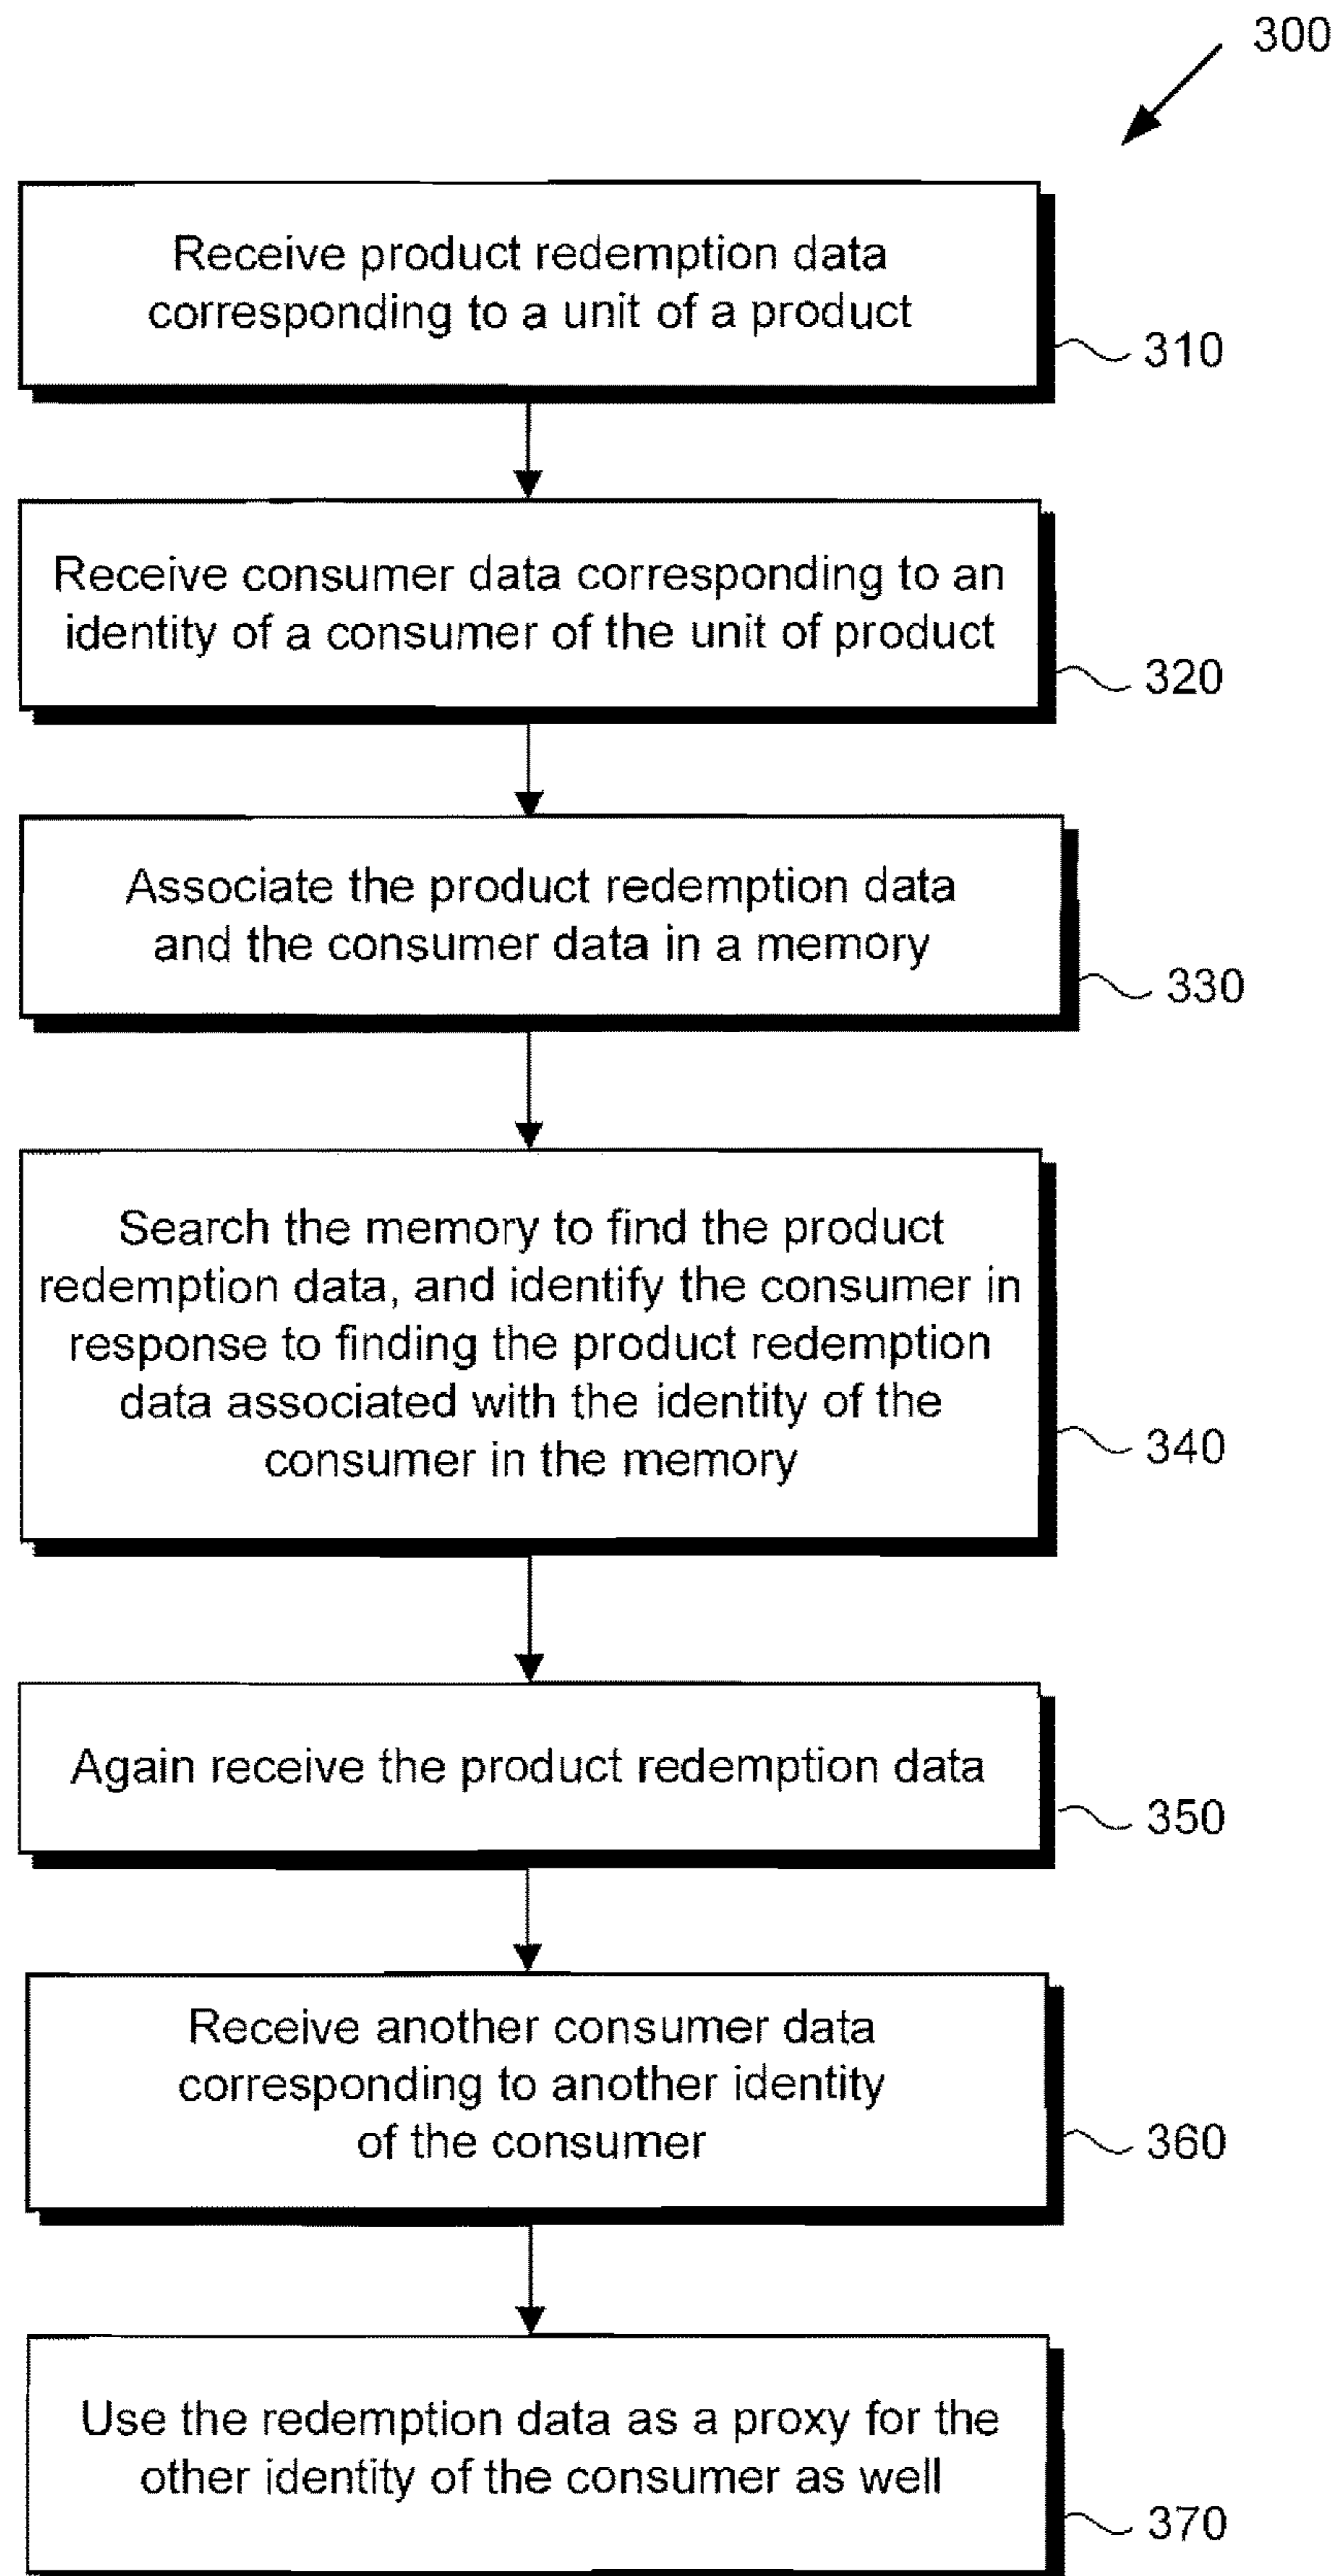 300
Receive product redemption data
corresponding to a unit of a product
310
Receive consumer data corresponding to an
identity of a consumer of the unit of product
320
Associate the product redemption data
and the consumer data in a memory
330
Search the memory to find the product
redemption data, and identify the consumer in
response to finding the product redemption
data associated with the identity of the
consumer in the memory
340
Again receive the product redemption data
350
Receive another consumer data
corresponding to another identity
of the consumer
360
Use the redemption data as a proxy for the
other identity of the consumer as well
370